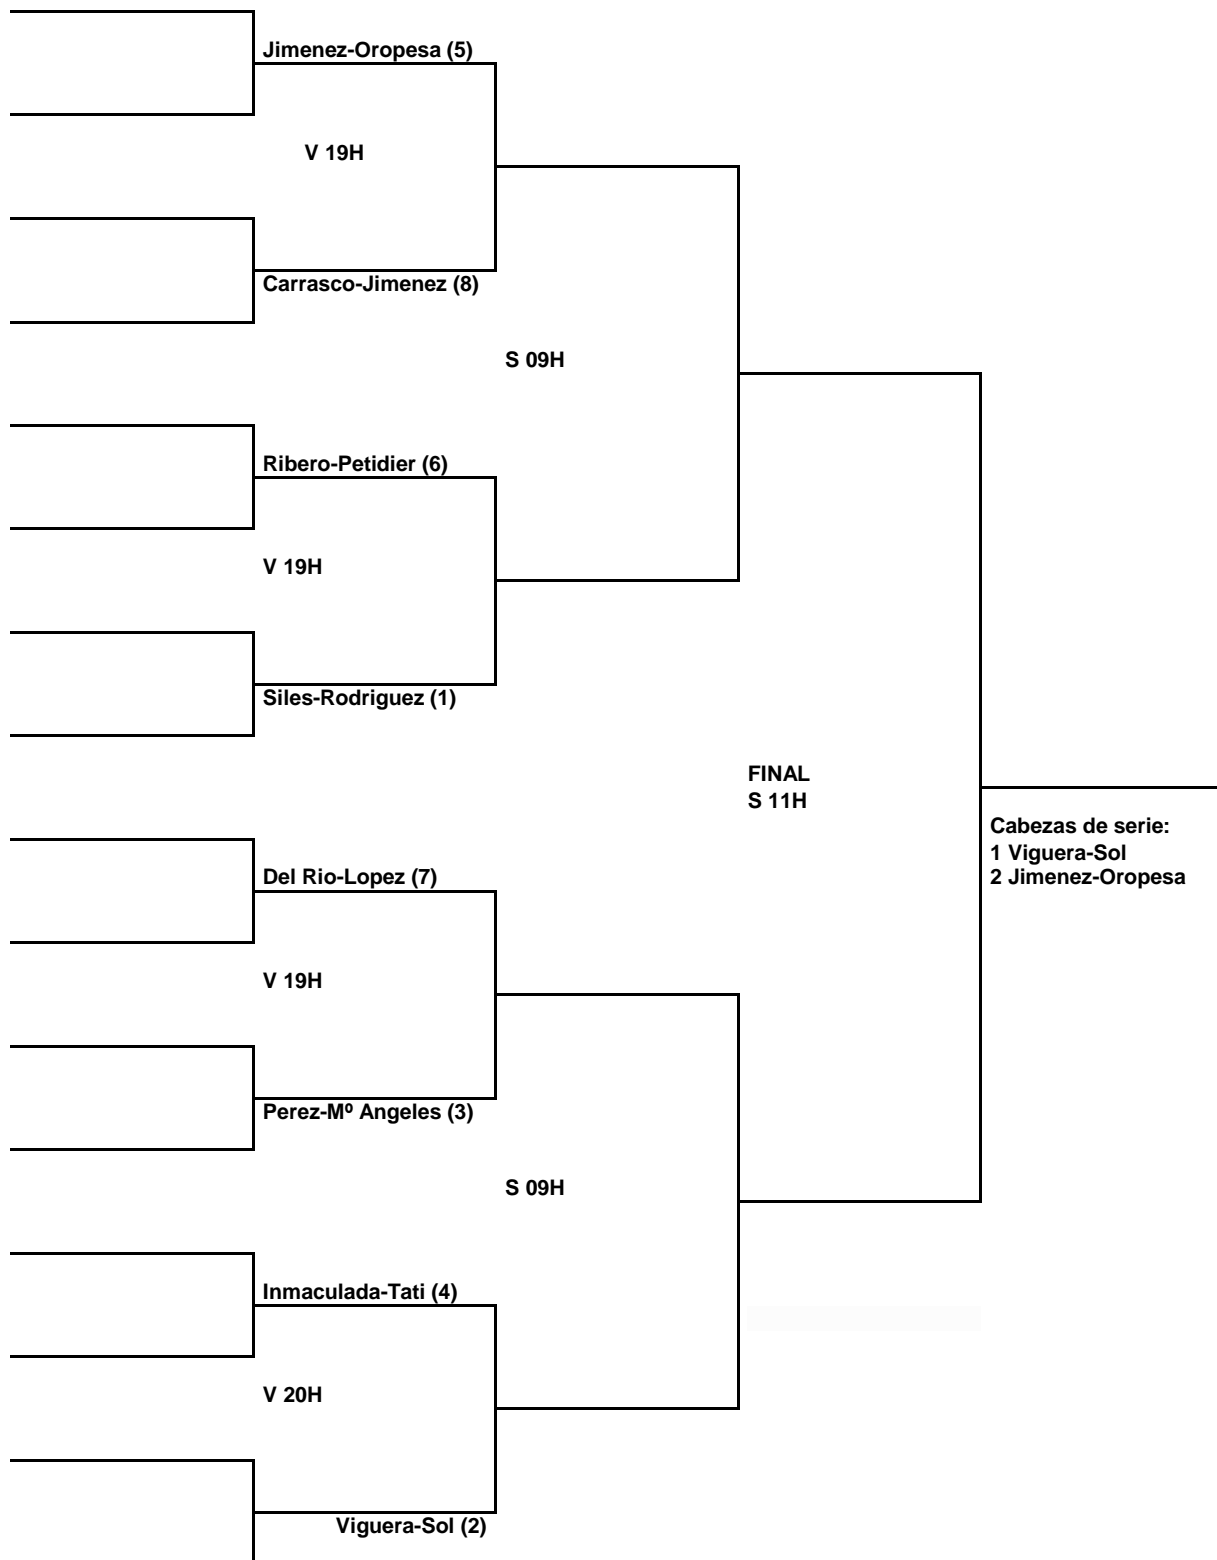 Jimenez-Oropesa (5)
V 19H
Carrasco-Jimenez (8)
S 09H
Ribero-Petidier (6)
V 19H
Siles-Rodriguez (1)
FINAL
S 11H
Cabezas de serie:
1 Viguera-Sol
2 Jimenez-Oropesa
Del Rio-Lopez (7)
V 19H
Perez-Mº Angeles (3)
S 09H
Inmaculada-Tati (4)
V 20H
Viguera-Sol (2)